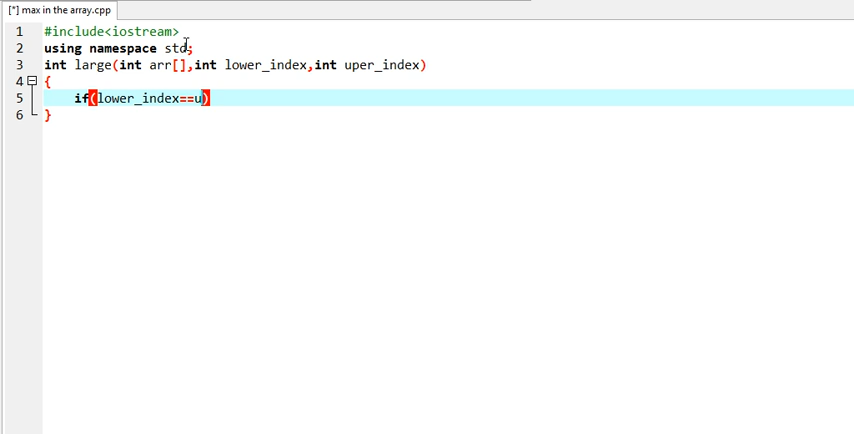 [*] max in the array.cpp
1 #include<iostream>
2 using namespace std;
3 int large(int arr[],int lower_index,int uper_index)
4 {
5 if(lower_index==u)
6 }